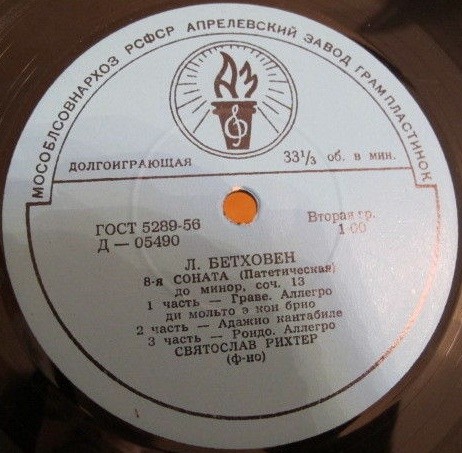 МОСОБЛСОВНАРХОЗ РСФСР АПРЕЛЕВСКИЙ ЗАВОД ГРАМПЛАСТИНОК
АЗ
ДОЛГОИГРАЮЩАЯ
33⅓ об. в мин.
ГОСТ 5289-56
Д — 05490
Вторая гр.
1-00
Л. БЕТХОВЕН
8-я СОНАТА (Патетическая)
до минор, соч. 13
1 часть — Граве. Аллегро
ди мольто э кон брио
2 часть — Адажио кантабиле
3 часть — Рондо. Аллегро
СВЯТОСЛАВ РИХТЕР
(ф-но)